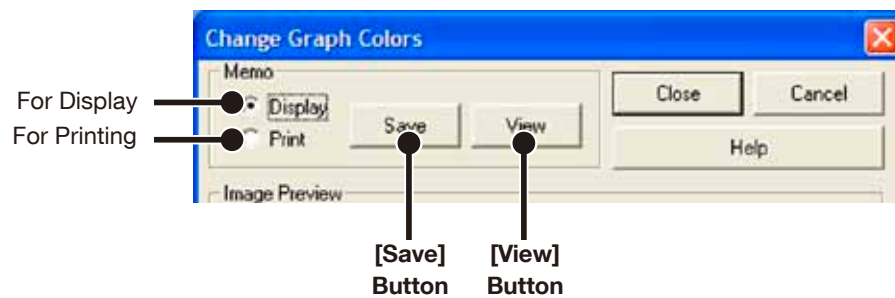 Change Graph Colors
Memo
For Display
Display
For Printing
Print
Save
View
Close
Cancel
Help
Image Preview
[Save]
Button
[View]
Button